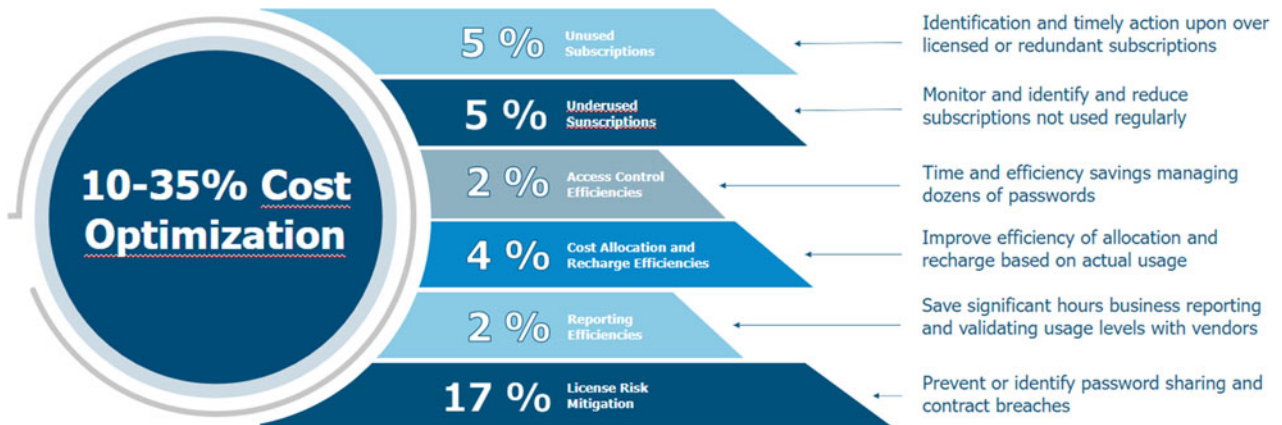 10-35% Cost
Optimization
5 %
Unused
Subscriptions
Identification and timely action upon over
licensed or redundant subscriptions
5 %
Underused
Sunscriptions
Monitor and identify and reduce
subscriptions not used regularly
2 %
Access Control
Efficiencies
Time and efficiency savings managing
dozens of passwords
4 %
Cost Allocation and
Recharge Efficiencies
Improve efficiency of allocation and
recharge based on actual usage
2 %
Reporting
Efficiencies
Save significant hours business reporting
and validating usage levels with vendors
17 %
License Risk
Mitigation
Prevent or identify password sharing and
contract breaches